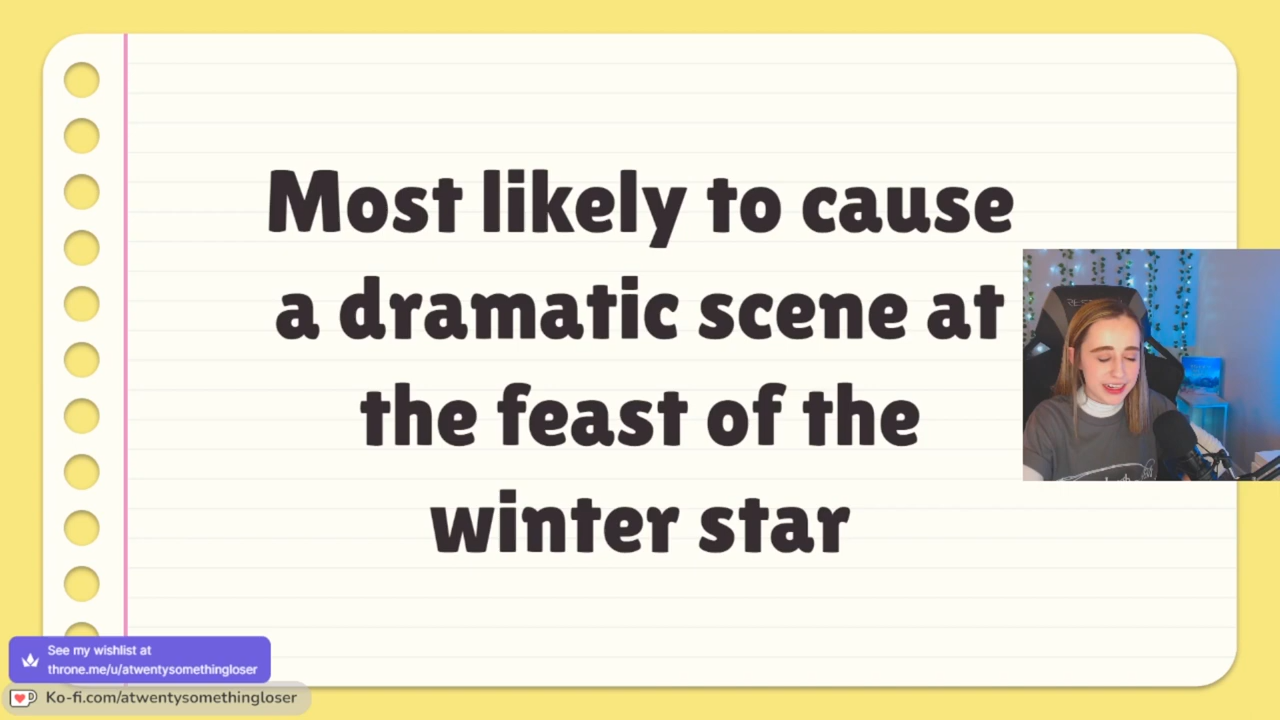 Most likely to cause
a dramatic scene at
the feast of the
winter star
See my wishlist at
throne.me/u/atwentysomethingloser
Ko-fi.com/atwentysomethingloser